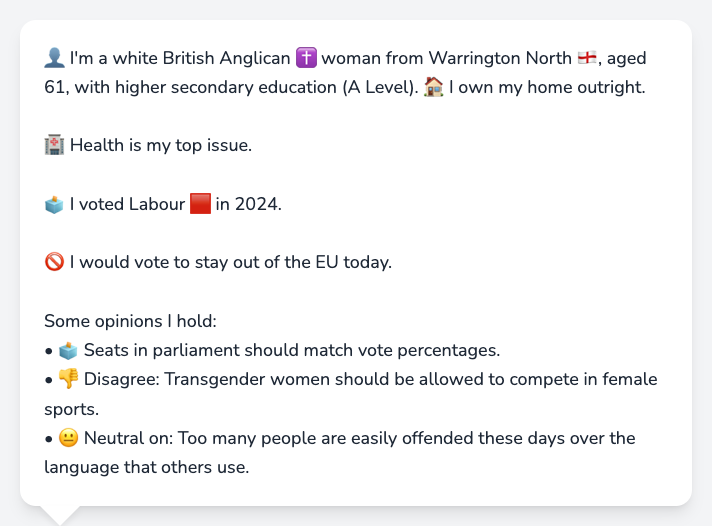 👤 I'm a white British Anglican ✝️ woman from Warrington North 🏴󠁧󠁢󠁥󠁮󠁧󠁿, aged
61, with higher secondary education (A Level). 🏠 I own my home outright.
🏥 Health is my top issue.
🗳️ I voted Labour 🟥 in 2024.
🚫 I would vote to stay out of the EU today.
Some opinions I hold:
• 🗳️ Seats in parliament should match vote percentages.
• 👎 Disagree: Transgender women should be allowed to compete in female
sports.
• 😐 Neutral on: Too many people are easily offended these days over the
language that others use.